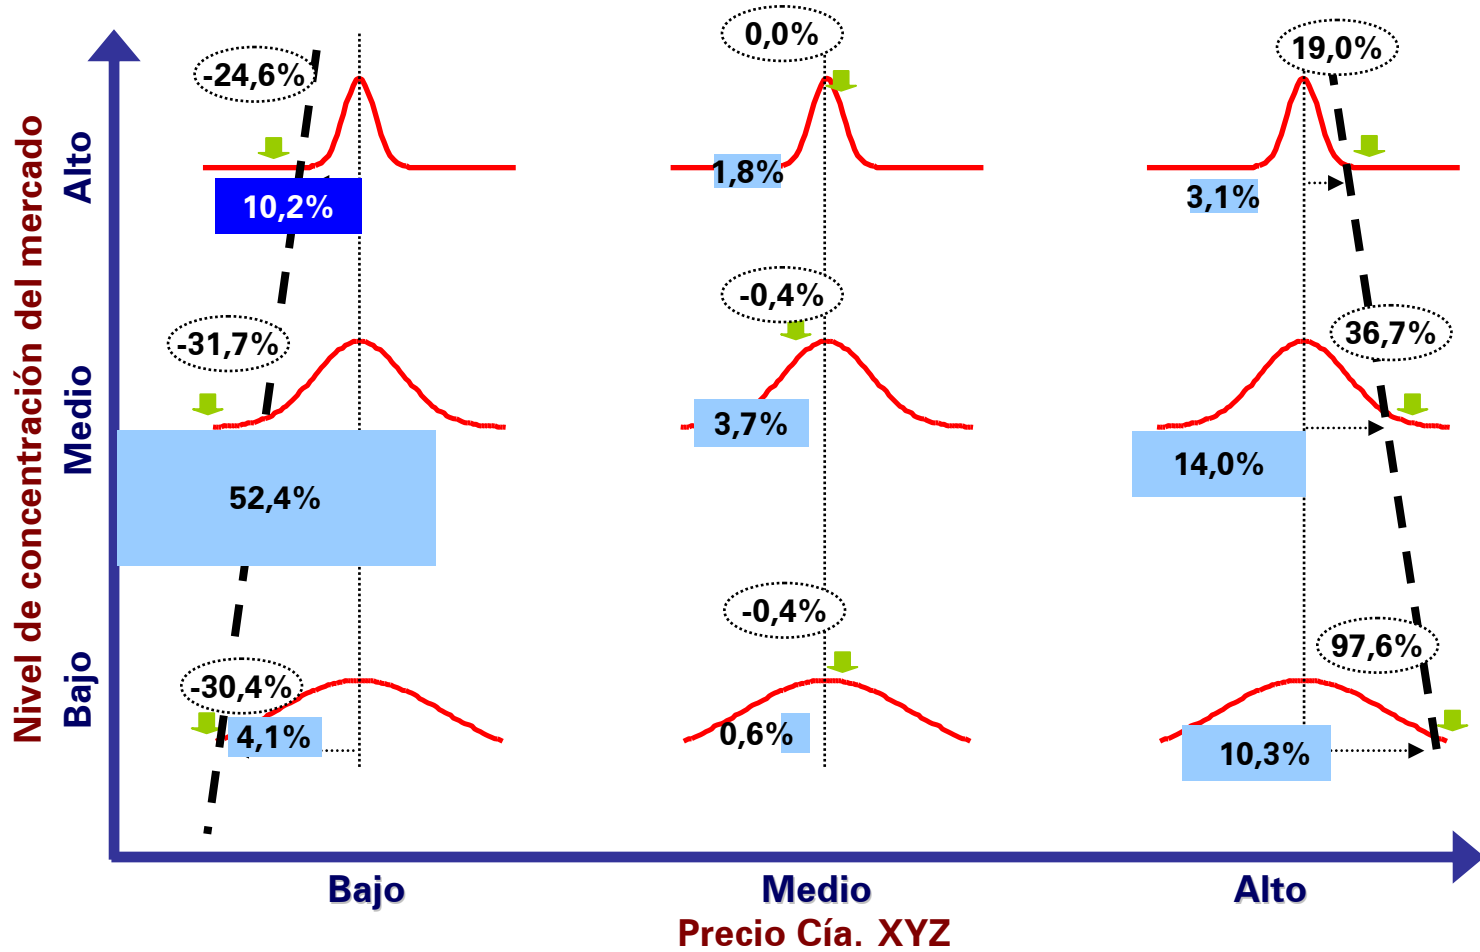 Nivel de concentración del mercado
Alto
-24,6%
0,0%
19,0%
10,2%
1,8%
3,1%
Medio
-31,7%
-0,4%
36,7%
52,4%
3,7%
14,0%
Bajo
-30,4%
-0,4%
97,6%
4,1%
0,6%
10,3%
Bajo
Medio
Alto
Precio Cía. XYZ